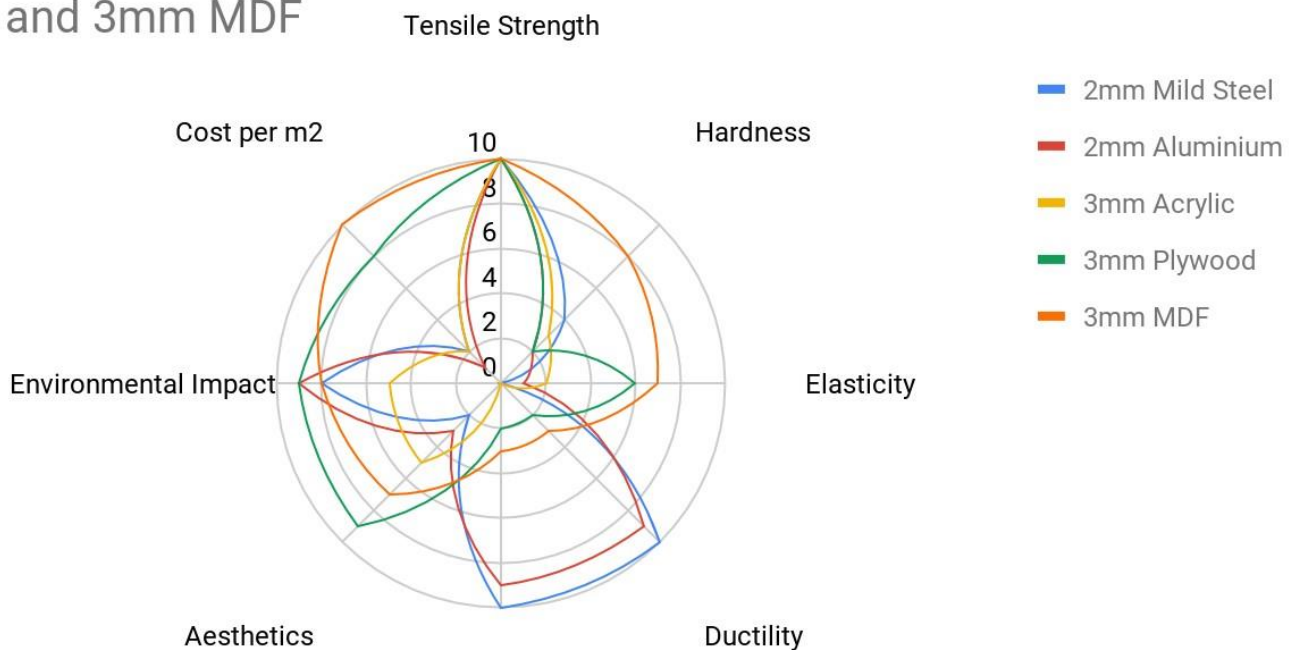 and 3mm MDF
Tensile Strength
Cost per m2
Hardness
10
8
6
4
2
0
Environmental Impact
Elasticity
Aesthetics
Ductility
2mm Mild Steel
2mm Aluminium
3mm Acrylic
3mm Plywood
3mm MDF